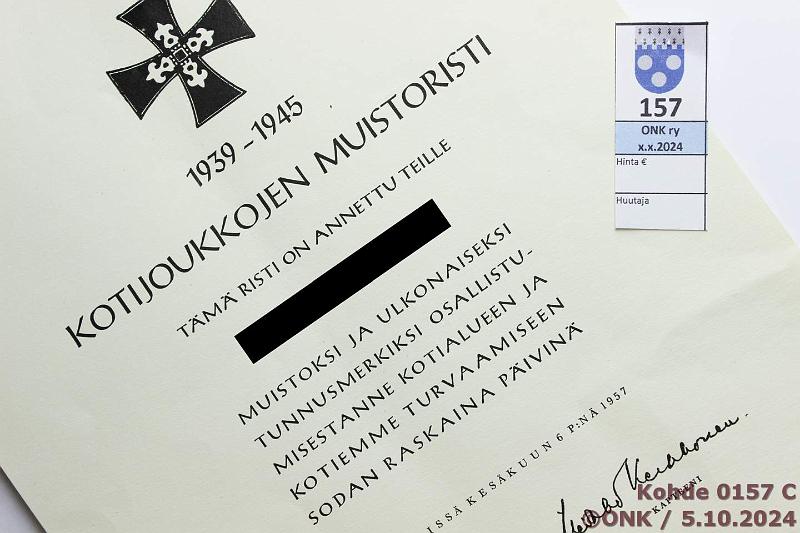 1939 – 1945
KOTIJOUKKOJEN MUISTORISTI
TÄMÄ RISTI ON ANNETTU TEILLE
MUISTOKSI JA ULKONAISEKSI
TUNNUSMERKIKSI OSALLISTU-
MISESTANNE KOTIALUEEN JA
KOTIEMME TURVAAMISEEN
SODAN RASKAINA PÄIVINÄ
ISSÄ KESÄKUUN 6 P:NÄ 1957
KAPTEENI
157
ONK ry
x.x.2024
Hinta €
Huutaja
Kohde 0157 C
©ONK / 5.10.2024